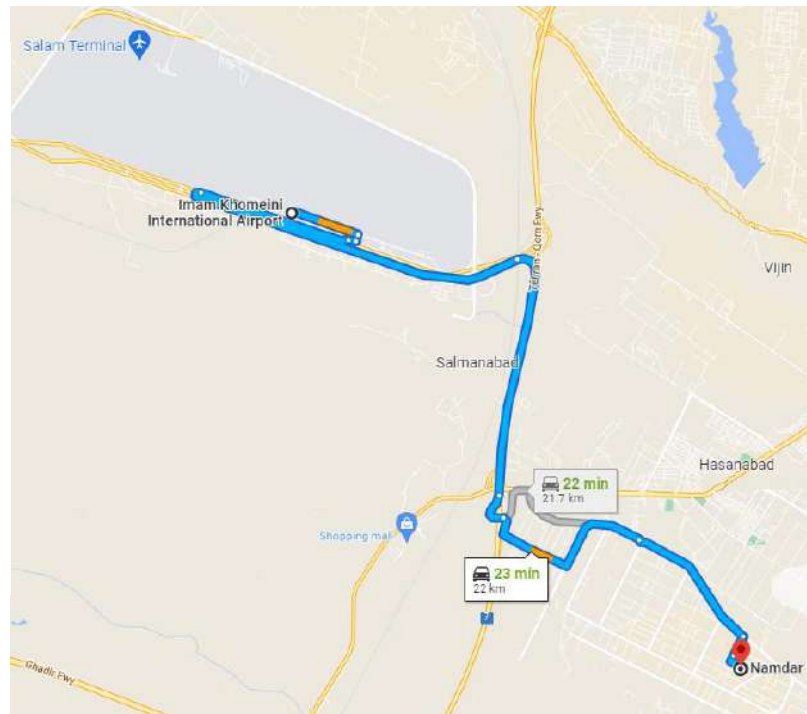 Salam Terminal
Imam Khomeini
International Airport
Tehran - Qom Fwy
Vijin
Salmanabad
Hasanabad
22 min
21.7 km
Shopping mall
23 min
22 km
7
Namdar
Ghadir Fwy